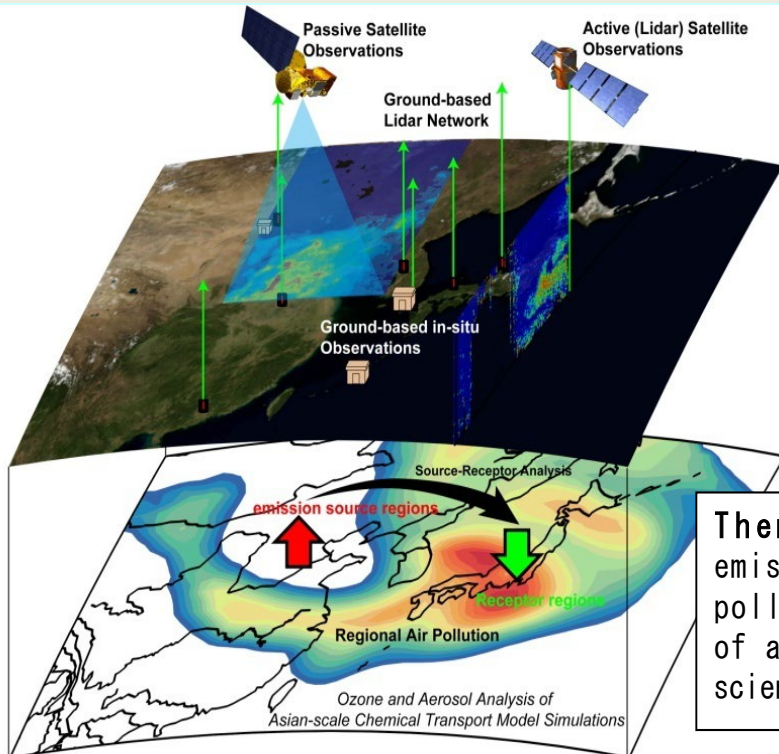 Passive Satellite
Observations
Active (Lidar) Satellite
Observations
Ground-based
Lidar Network
Ground-based in-situ
Observations
Source-Receptor Analysis
emission source regions
Receptor regions
Regional Air Pollution
Ozone and Aerosol Analysis of
Asian-scale Chemical Transport Model Simulations
emis
poll
of a
scien